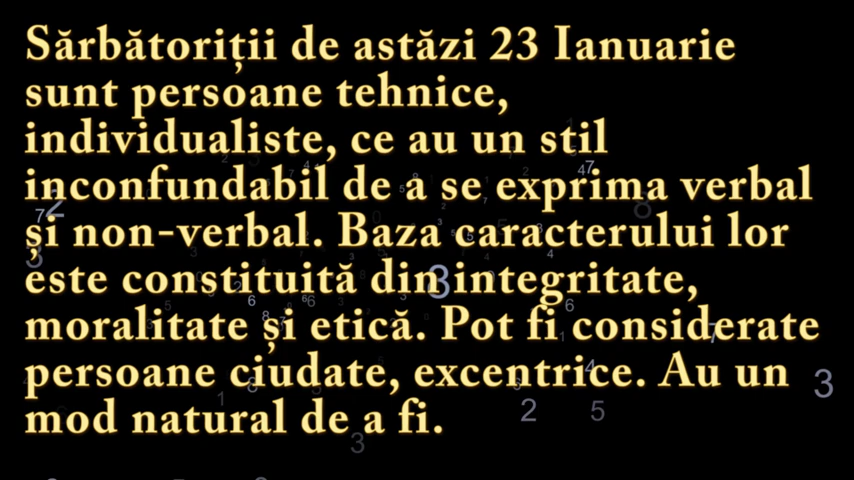 Sărbătoriții de astăzi 23 Ianuarie
sunt persoane tehnice,
individualiste, ce au un stil
inconfundabil de a se exprima verbal
și non-verbal. Baza caracterului lor
este constituită din integritate,
moralitate și etică. Pot fi considerate
persoane ciudate, excentrice. Au un
mod natural de a fi.